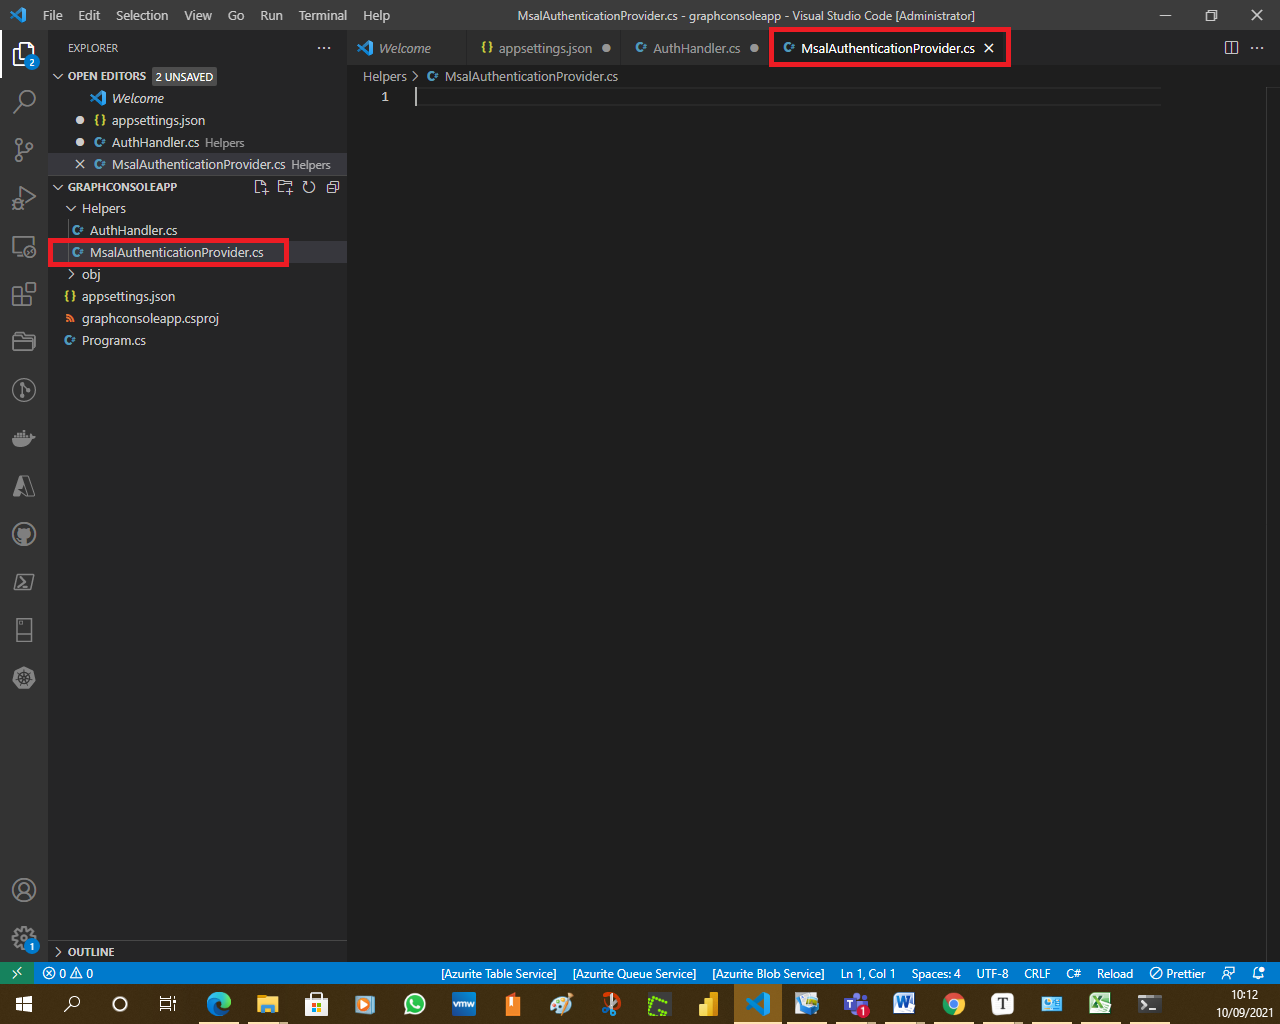 File Edit Selection View Go Run Terminal Help
MsalAuthenticationProvider.cs - graphconsoleapp - Visual Studio Code [Administrator]
EXPLORER
OPEN EDITORS 2 UNSAVED
Welcome
appsettings.json
AuthHandler.cs Helpers
MsalAuthenticationProvider.cs Helpers
GRAPHCONSOLEAPP
Helpers
AuthHandler.cs
MsalAuthenticationProvider.cs
obj
appsettings.json
graphconsoleapp.csproj
Program.cs
OUTLINE
2
1
Welcome appsettings.json AuthHandler.cs MsalAuthenticationProvider.cs
Helpers > MsalAuthenticationProvider.cs
1
0 0 [Azurite Table Service] [Azurite Queue Service] [Azurite Blob Service] Ln 1, Col 1 Spaces: 4 UTF-8 CRLF C# Reload Prettier
vmw
1
T
10:12
10/09/2021